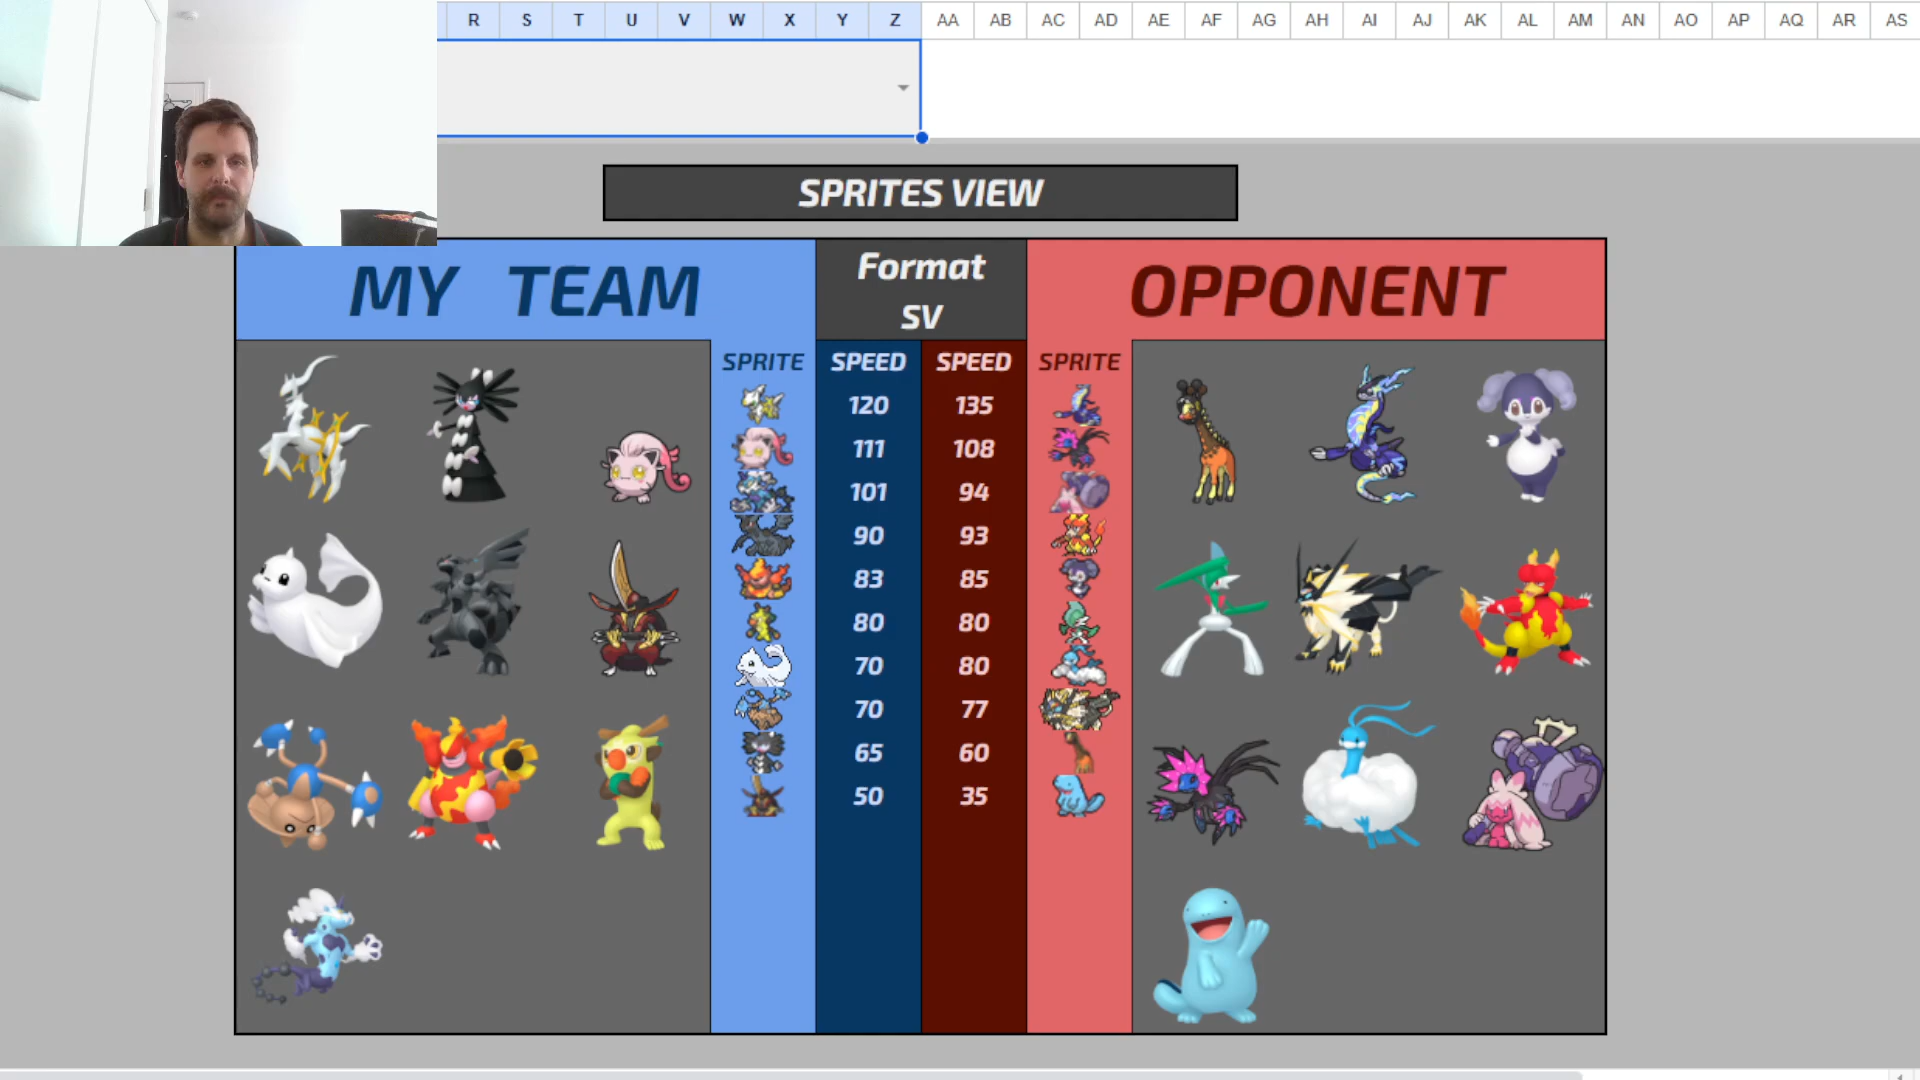 R S T U V W X Y Z AA AB AC AD AE AF AG AH AI AJ AK AL AM AN AO AP AQ AR AS
SPRITES VIEW
MY TEAM
Format
SV
OPPONENT
SPRITE SPEED SPEED SPRITE
120 135
111 108
101 94
90 93
83 85
80 80
70 80
70 77
65 60
50 35